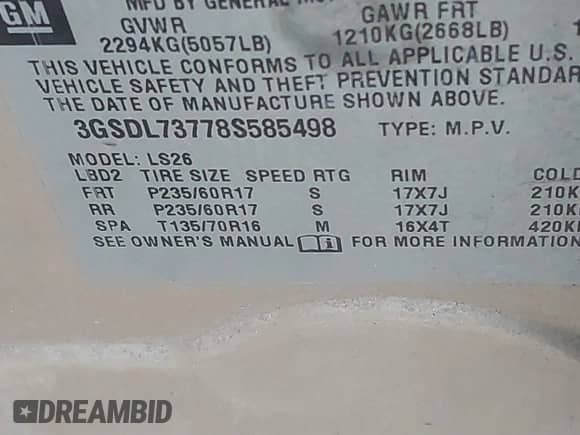 GM
MFD BY GENERAL
GVWR GAWR FRT
2294KG(5057LB) 1210KG(2668LB)
THIS VEHICLE CONFORMS TO ALL APPLICABLE U.S.
VEHICLE SAFETY AND THEFT PREVENTION STANDAR
THE DATE OF MANUFACTURE SHOWN ABOVE.
3GSDL73778S585498 TYPE: M.P.V.
MODEL: LS26
LBD2 TIRE SIZE SPEED RTG RIM COLD
FRT P235/60R17 S 17X7J 210K
RR P235/60R17 S 17X7J 210K
SPA T135/70R16 M 16X4T 420K
SEE OWNER'S MANUAL i FOR MORE INFORMATION
DREAMBID